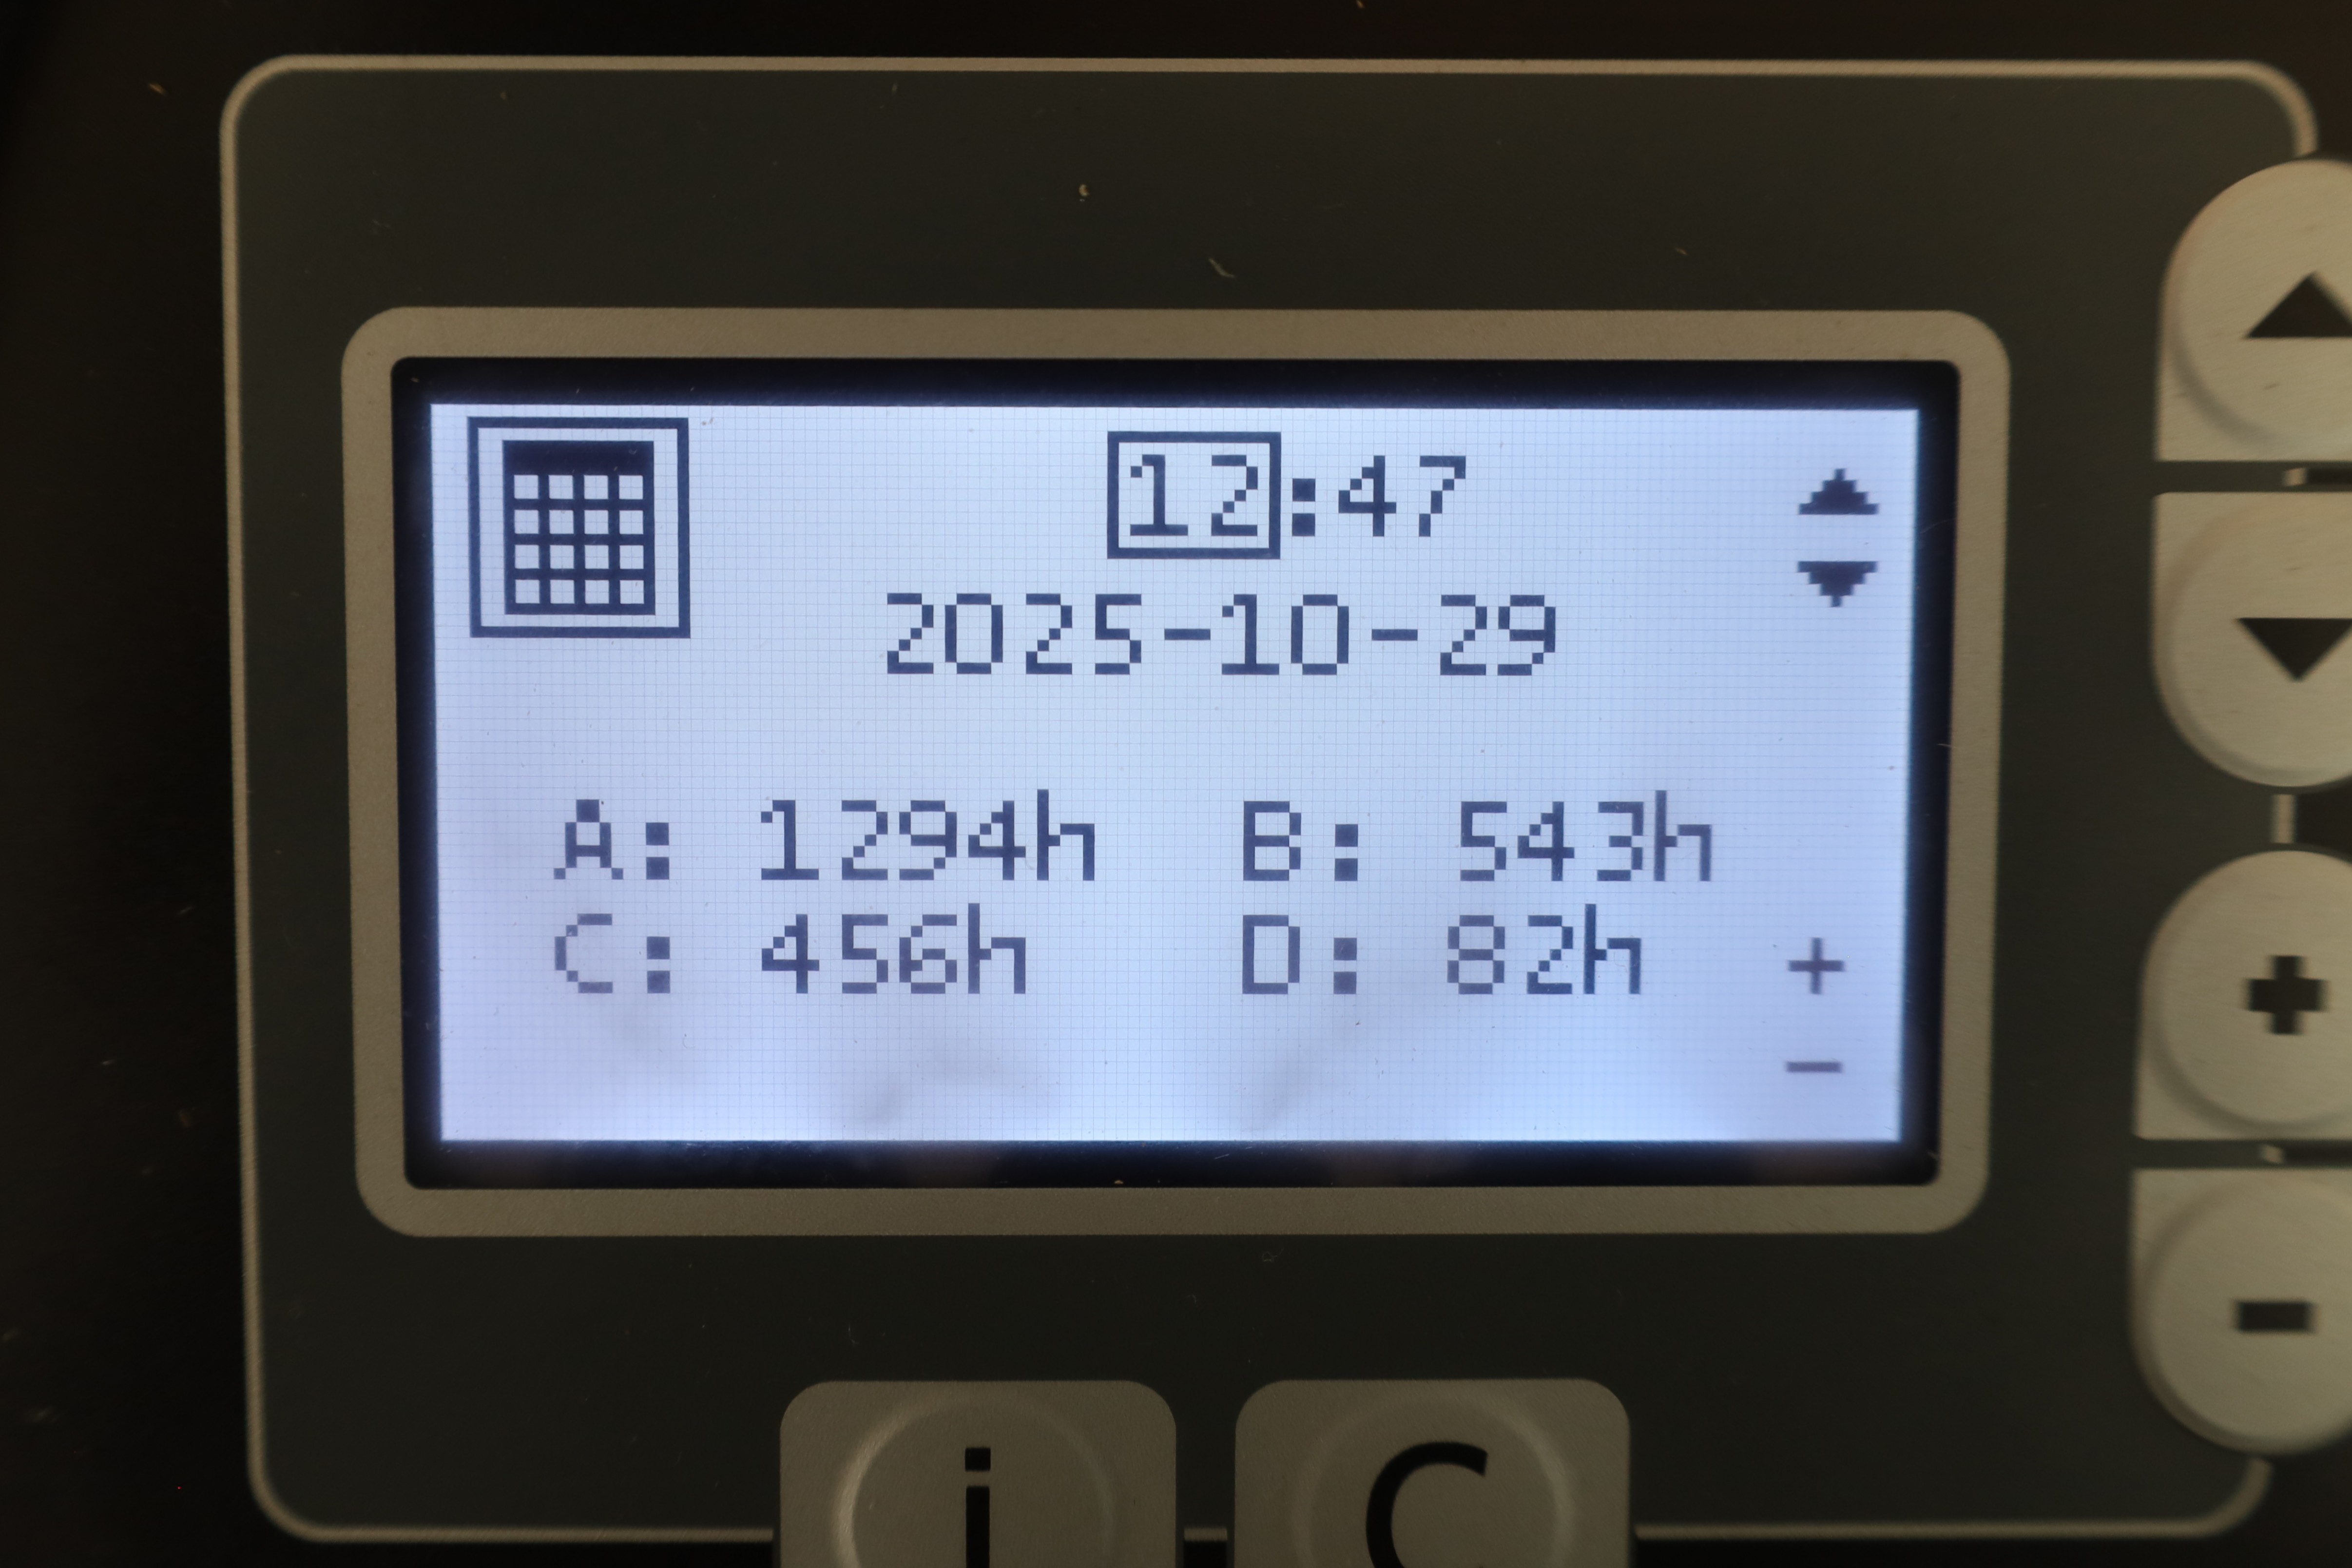 12:47
2025-10-29
A: 1294h B: 543h
C: 456h D: 82h
+
-
i C